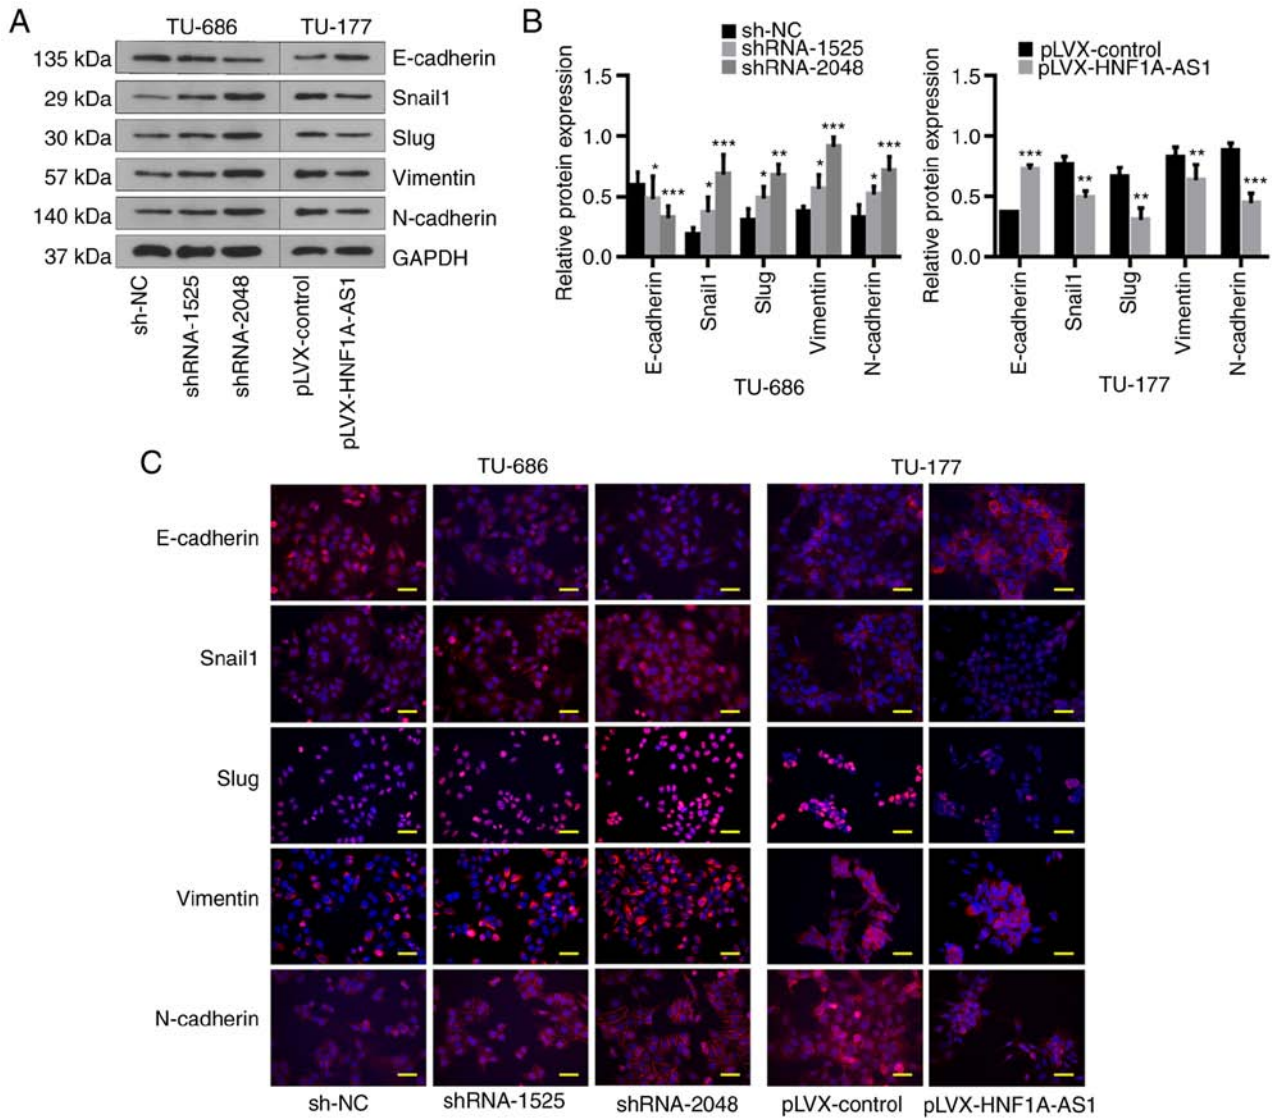 A
TU-686 TU-177
135 kDa E-cadherin
29 kDa Snail1
30 kDa Slug
57 kDa Vimentin
140 kDa N-cadherin
37 kDa GAPDH
sh-NC
shRNA-1525
shRNA-2048
pLVX-control
pLVX-HNF1A-AS1
B
sh-NC
shRNA-1525
shRNA-2048
Relative protein expression
1.5
1.0
0.5
0.0
* *** * *** * ** * *** * ***
E-cadherin
Snail1
Slug
Vimentin
N-cadherin
TU-686
pLVX-control
pLVX-HNF1A-AS1
Relative protein expression
1.5
1.0
0.5
0.0
*** ** ** ** ***
E-cadherin
Snail1
Slug
Vimentin
N-cadherin
TU-177
C
TU-686 TU-177
E-cadherin
Snail1
Slug
Vimentin
N-cadherin
sh-NC shRNA-1525 shRNA-2048 pLVX-control pLVX-HNF1A-AS1